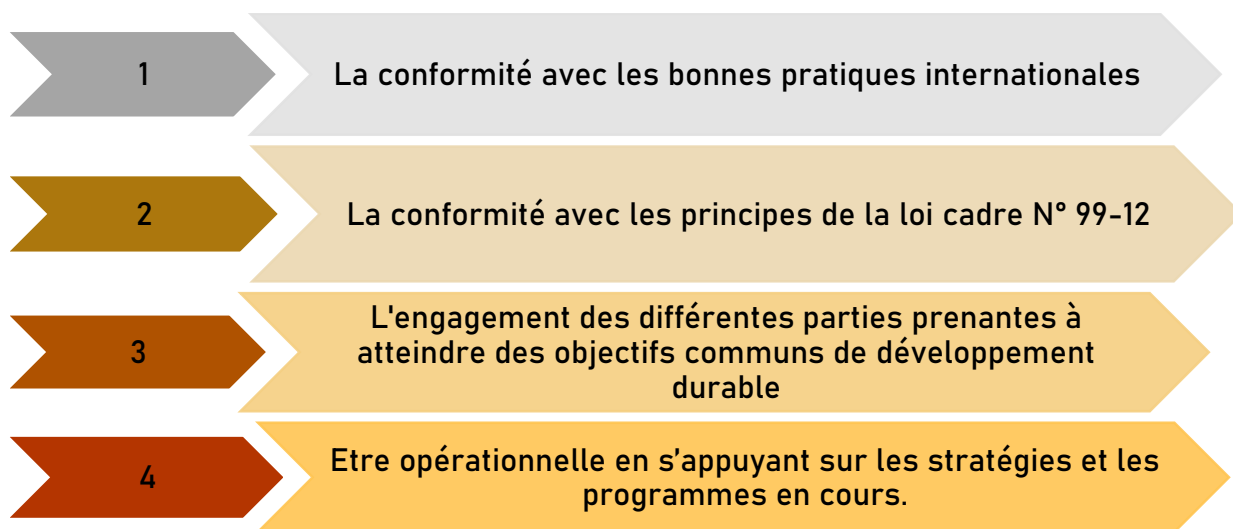 1
La conformité avec les bonnes pratiques internationales
2
La conformité avec les principes de la loi cadre N° 99-12
L'engagement des différentes parties prenantes à
3
atteindre des objectifs communs de développement
durable
4
Etre opérationnelle en s’appuyant sur les stratégies et les
programmes en cours.